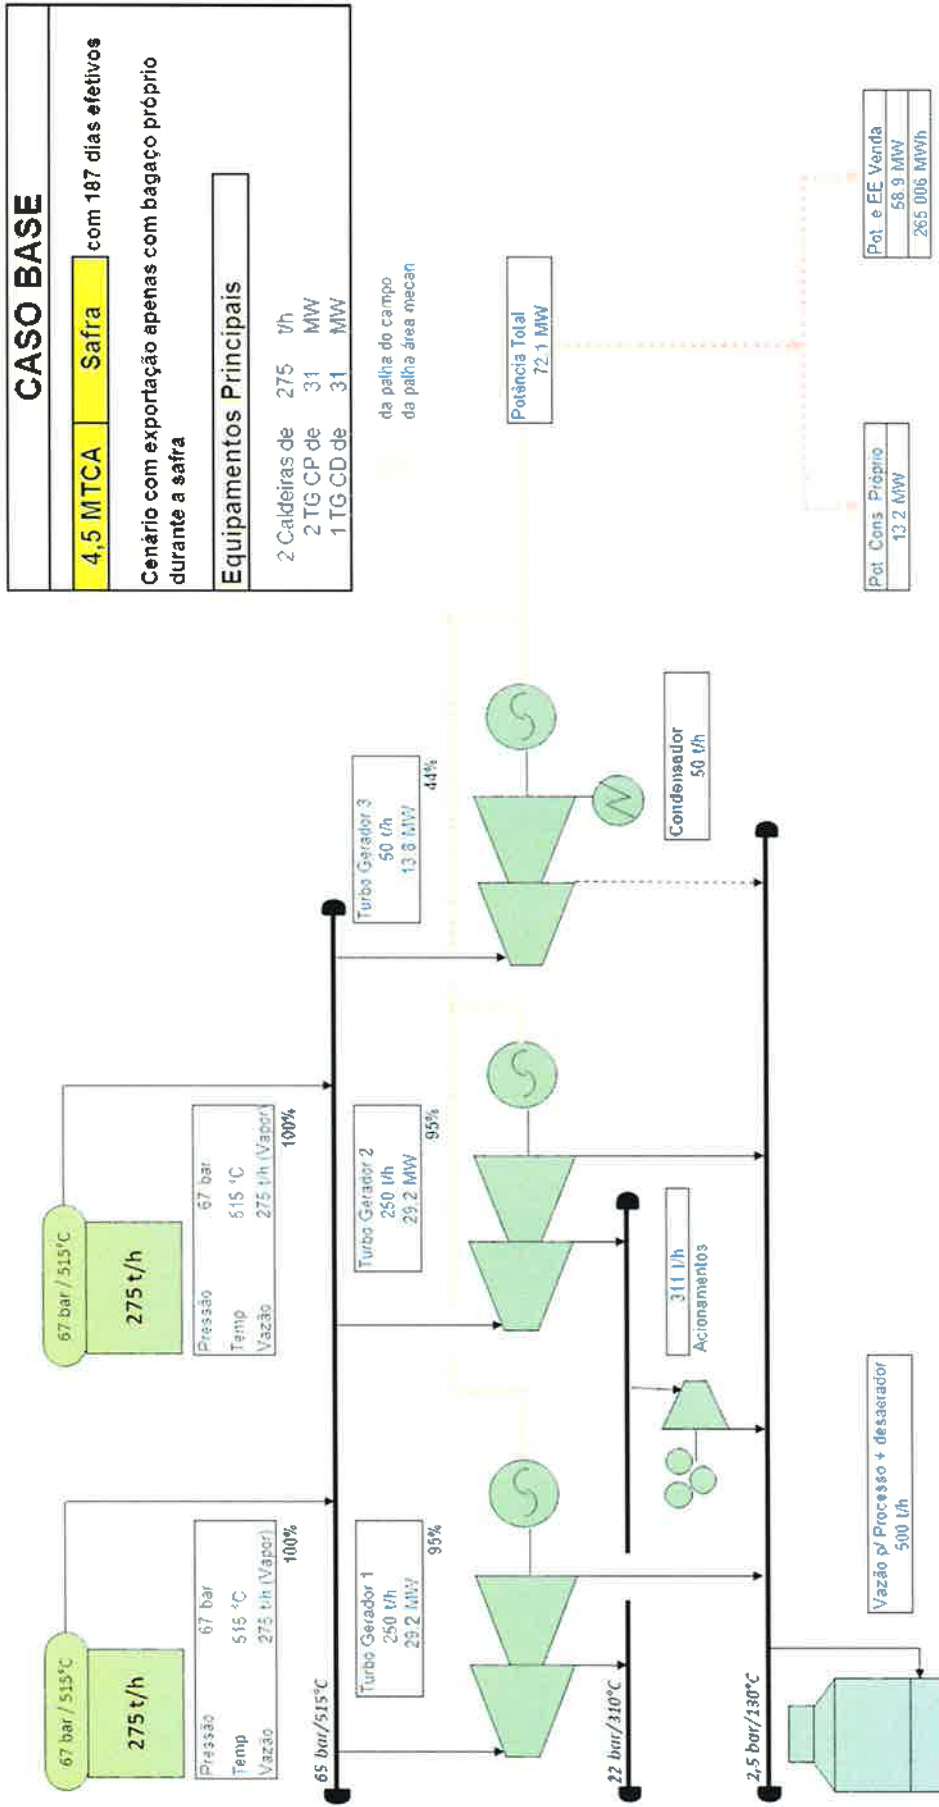 CASO BASE
4,5 MTCA Safra com 187 dias efetivos
Cenário com exportação apenas com bagaço próprio
durante a safra
Equipamentos Principais
2 Caldeiras de 275 t/h
2 TG CP de 31 MW
1 TG CD de 31 MW
da palha do campo
da palha área mecan
67 bar / 515°C
275 t/h
Pressão 67 bar
Temp 515 °C
Vazão 275 t/h (Vapor)
100%
67 bar / 515°C
275 t/h
Pressão 67 bar
Temp 515 °C
Vazão 275 t/h (Vapor)
100%
65 bar/515°C
Turbo Gerador 1
250 t/h
29.2 MW
95%
Turbo Gerador 2
250 t/h
29.2 MW
95%
Turbo Gerador 3
50 t/h
13.8 MW
44%
Potência Total
72.1 MW
22 bar/310°C
311 t/h
Acionamentos
Condensador
50 t/h
Pot Cons Próprio
13.2 MW
Pot e EE Venda
58.9 MW
265 006 MWh
2,5 bar/130°C
Vazão p/ Processo + desaerador
500 t/h